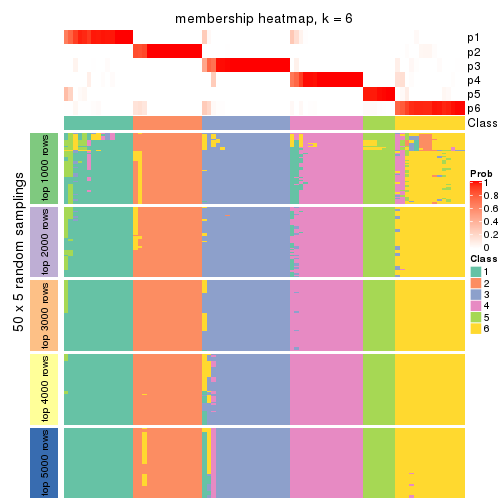 membership heatmap, k = 6
p1
p2
p3
p4
p5
p6
Class
50 x 5 random samplings
top 1000 rows
top 2000 rows
top 3000 rows
top 4000 rows
top 5000 rows
Prob
1
0.8
0.6
0.4
0.2
0
Class
1
2
3
4
5
6